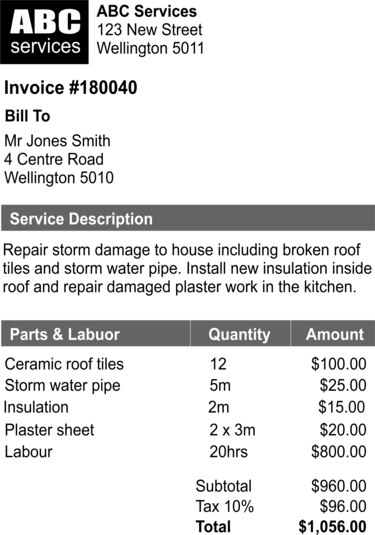 ABC
services
ABC Services
123 New Street
Wellington 5011
Invoice #180040
Bill To
Mr Jones Smith
4 Centre Road
Wellington 5010
Service Description
Repair storm damage to house including broken roof
tiles and storm water pipe. Install new insulation inside
roof and repair damaged plaster work in the kitchen.
Parts & Labuor Quantity Amount
Ceramic roof tiles 12 $100.00
Storm water pipe 5m $25.00
Insulation 2m $15.00
Plaster sheet 2 x 3m $20.00
Labour 20hrs $800.00
Subtotal $960.00
Tax 10% $96.00
Total $1,056.00